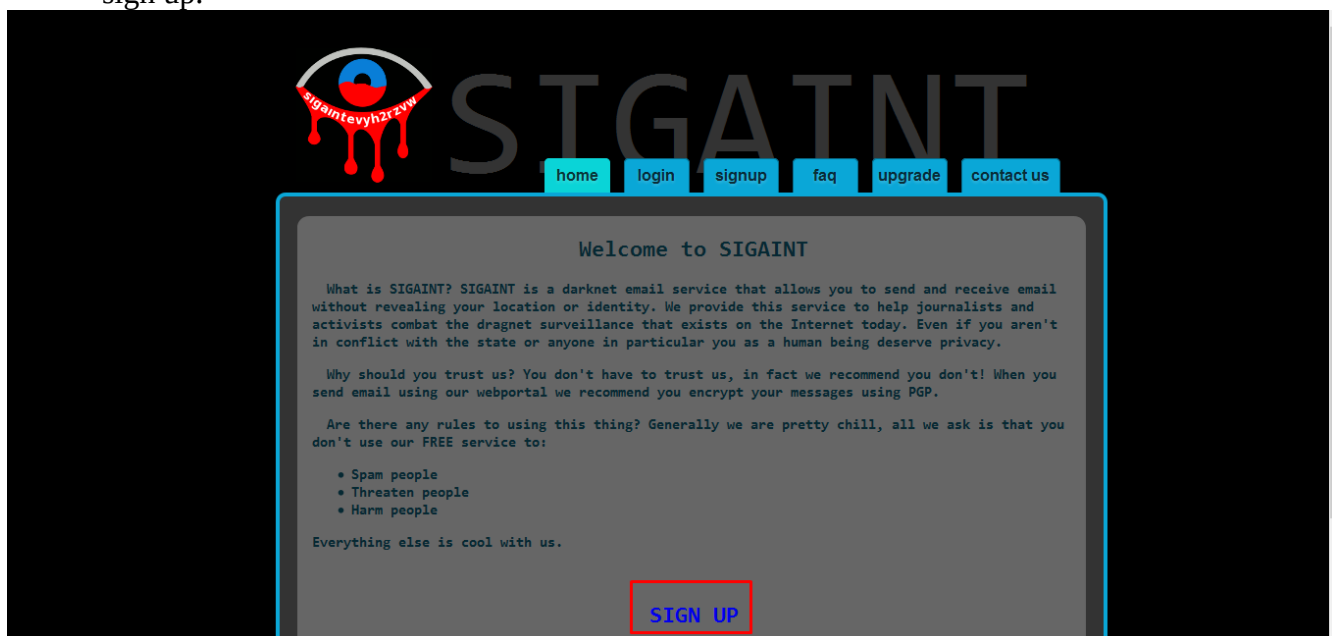 sign up.
sigaintevyh2rzvw
SIGAINT
home login signup faq upgrade contact us
Welcome to SIGAINT
What is SIGAINT? SIGAINT is a darknet email service that allows you to send and receive email
without revealing your location or identity. We provide this service to help journalists and
activists combat the dragnet surveillance that exists on the Internet today. Even if you aren't
in conflict with the state or anyone in particular you as a human being deserve privacy.
Why should you trust us? You don't have to trust us, in fact we recommend you don't! When you
send email using our webportal we recommend you encrypt your messages using PGP.
Are there any rules to using this thing? Generally we are pretty chill, all we ask is that you
don't use our FREE service to:
• Spam people
• Threaten people
• Harm people
Everything else is cool with us.
SIGN UP